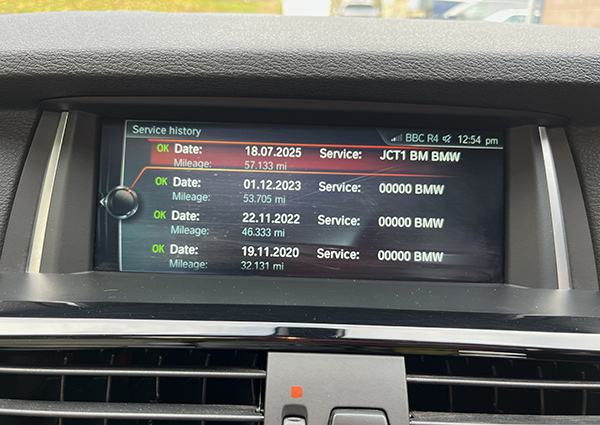 Service history
BBC R4 12:54 pm
OK Date: 18.07.2025 Service: JCT1 BM BMW
Mileage: 57.133 mi
OK Date: 01.12.2023 Service: 00000 BMW
Mileage: 53.705 mi
OK Date: 22.11.2022 Service: 00000 BMW
Mileage: 46.333 mi
OK Date: 19.11.2020 Service: 00000 BMW
Mileage: 32.131 mi